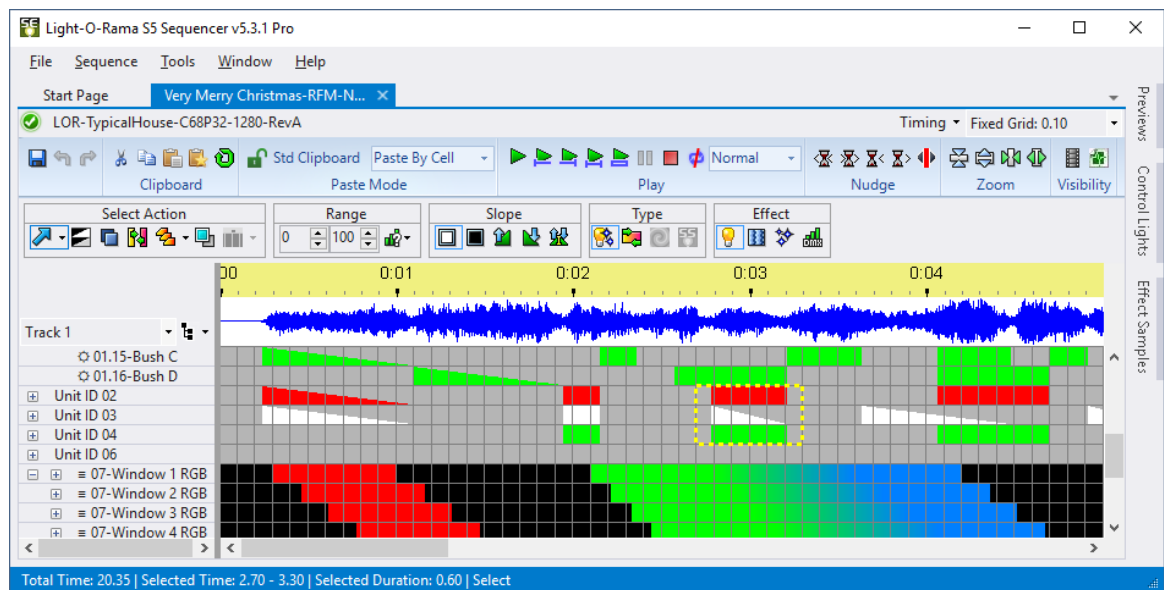 Light-O-Rama S5 Sequencer v5.3.1 Pro
File Sequence Tools Window Help
Start Page Very Merry Christmas-RFM-N...
LOR-TypicalHouse-C68P32-1280-RevA Timing Fixed Grid: 0.10
Std Clipboard Paste By Cell Normal
Clipboard Paste Mode Play Nudge Zoom Visibility
Select Action Range Slope Type Effect
0 100 S5 DMX
00 0:01 0:02 0:03 0:04
Track 1
01.15-Bush C
01.16-Bush D
Unit ID 02
Unit ID 03
Unit ID 04
Unit ID 06
07-Window 1 RGB
07-Window 2 RGB
07-Window 3 RGB
07-Window 4 RGB
Total Time: 20.35 | Selected Time: 2.70 - 3.30 | Selected Duration: 0.60 | Select
Previews
Control Lights
Effect Samples